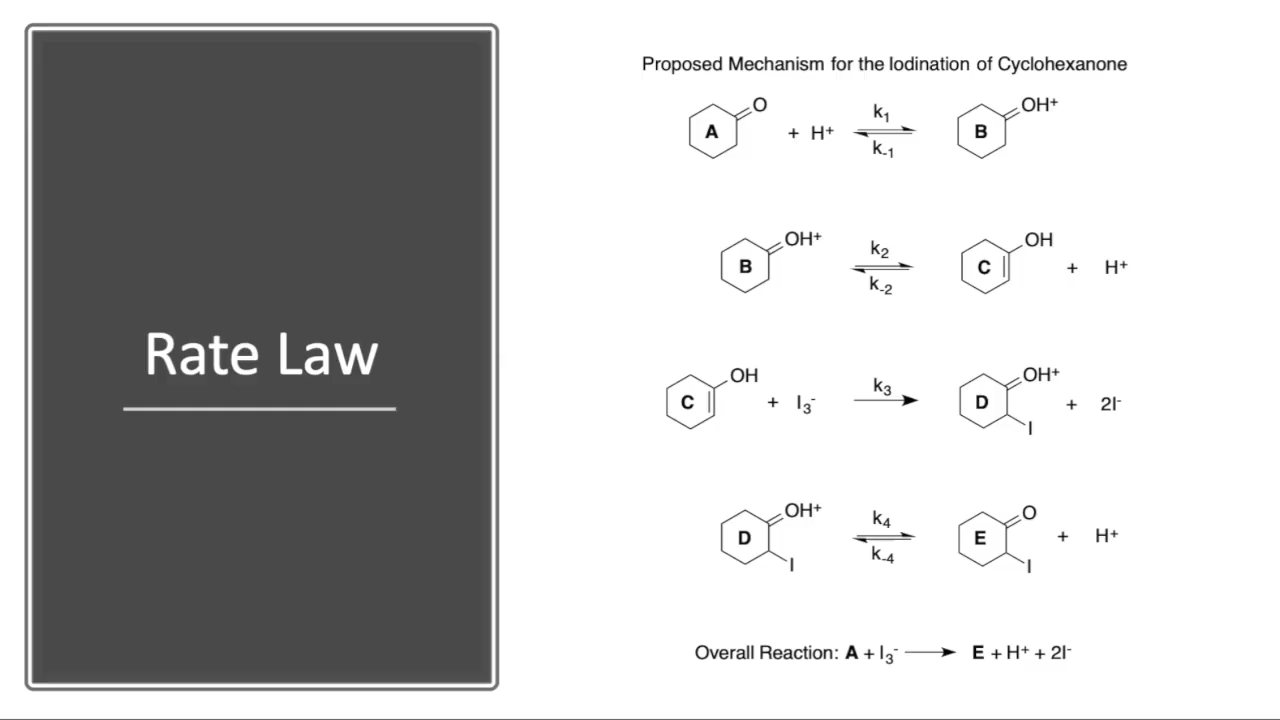 Rate Law
Proposed Mechanism for the Iodination of Cyclohexanone
A O + H+ k1 k-1 B OH+
B OH+ k2 k-2 C OH + H+
C OH + I3- k3 D OH+ I + 2I-
D OH+ I k4 k-4 E O I + H+
Overall Reaction: A + I3- ⟶ E + H+ + 2I-